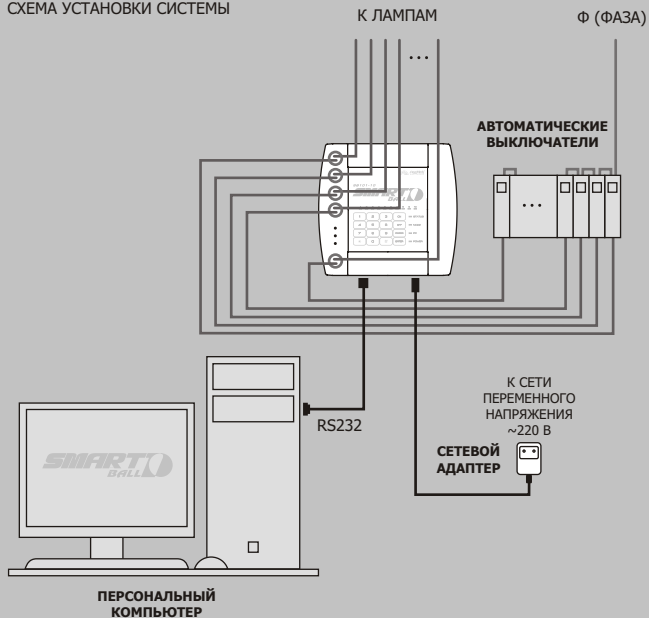 СХЕМА УСТАНОВКИ СИСТЕМЫ
К ЛАМПАМ
Ф (ФАЗА)
...
АВТОМАТИЧЕСКИЕ
ВЫКЛЮЧАТЕЛИ
SMART
BALL
...
RS232
К СЕТИ
ПЕРЕМЕННОГО
НАПРЯЖЕНИЯ
~220 В
СЕТЕВОЙ
АДАПТЕР
SMART
BALL
ПЕРСОНАЛЬНЫЙ
КОМПЬЮТЕР